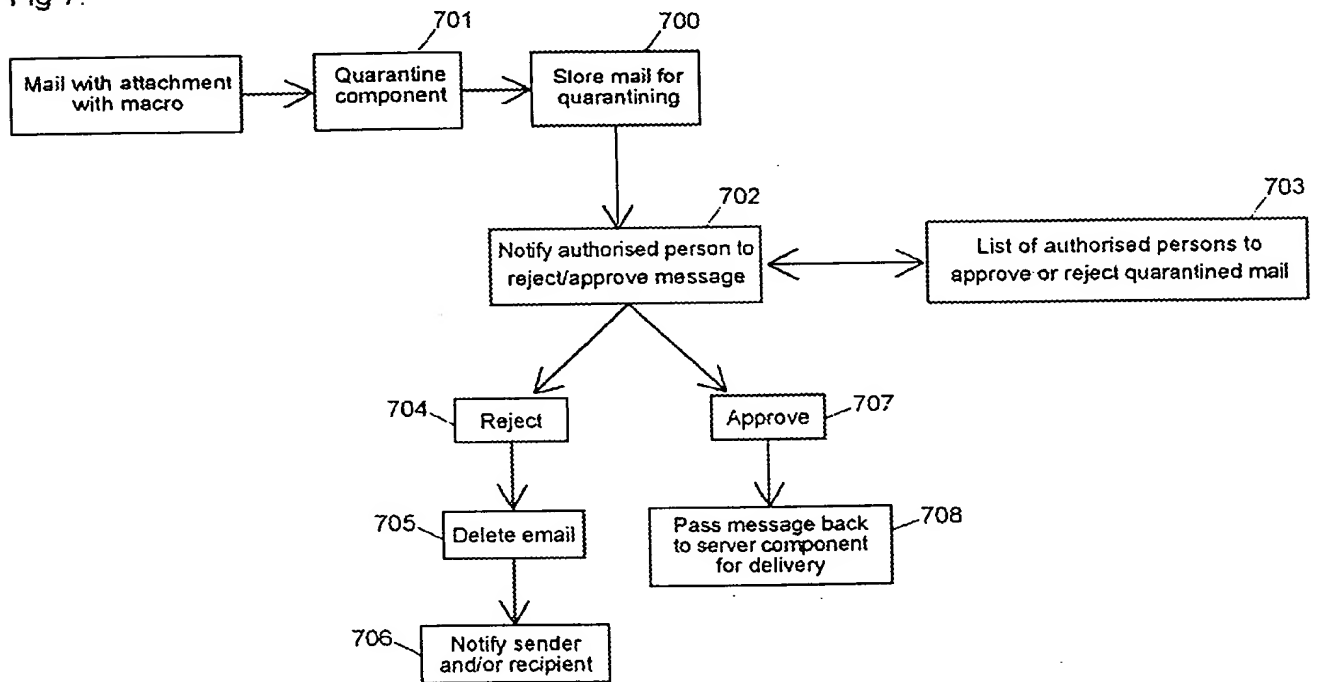 Fig 7.
701
700
Mail with attachment
with macro
Quarantine
component
Store mail for
quarantining
702
703
Notify authorised person to
reject/approve message
List of authorised persons to
approve or reject quarantined mail
704
Reject
Approve
707
705
Delete email
Pass message back
to server component
for delivery
708
706
Notify sender
and/or recipient